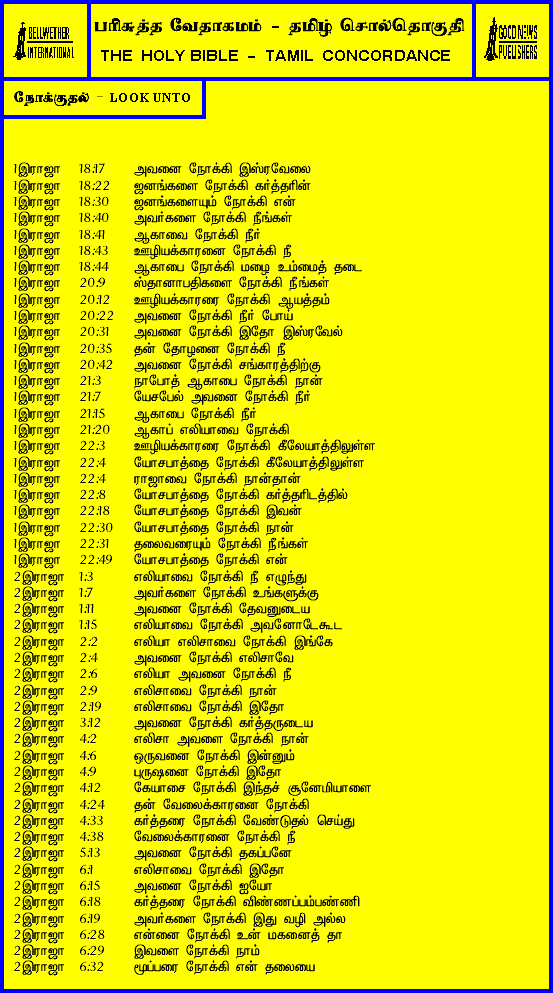 BELLWETHER
INTERNATIONAL
பரிசுத்த வேதாகமம் - தமிழ் சொல்தொகுதி
THE HOLY BIBLE - TAMIL CONCORDANCE
GOOD NEWS
PUBLISHERS
நோக்குதல் - LOOK UNTO
1இராஜா 18:17 அவனை நோக்கி இஸ்ரவேலை
1இராஜா 18:22 ஜனங்களை நோக்கி கர்த்தரின்
1இராஜா 18:30 ஜனங்களையும் நோக்கி என்
1இராஜா 18:40 அவர்களை நோக்கி நீங்கள்
1இராஜா 18:41 ஆகாவை நோக்கி நீர்
1இராஜா 18:43 ஊழியக்காரனை நோக்கி நீ
1இராஜா 18:44 ஆகாபை நோக்கி மழை உம்மைத் தடை
1இராஜா 20:9 ஸ்தானாபதிகளை நோக்கி நீங்கள்
1இராஜா 20:12 ஊழியக்காரரை நோக்கி ஆயத்தம்
1இராஜா 20:22 அவனை நோக்கி நீர் போய்
1இராஜா 20:31 அவனை நோக்கி இதோ இஸ்ரவேல்
1இராஜா 20:35 தன் தோழனை நோக்கி நீ
1இராஜா 20:42 அவனை நோக்கி சங்காரத்திற்கு
1இராஜா 21:3 நாபோத் ஆகாபை நோக்கி நான்
1இராஜா 21:7 யேசபேல் அவனை நோக்கி நீர்
1இராஜா 21:15 ஆகாபை நோக்கி நீர்
1இராஜா 21:20 ஆகாப் எலியாவை நோக்கி
1இராஜா 22:3 ஊழியக்காரரை நோக்கி கீலேயாத்திலுள்ள
1இராஜா 22:4 யோசபாத்தை நோக்கி கீலேயாத்திலுள்ள
1இராஜா 22:4 ராஜாவை நோக்கி நான்தான்
1இராஜா 22:8 யோசபாத்தை நோக்கி கர்த்தரிடத்தில்
1இராஜா 22:18 யோசபாத்தை நோக்கி இவன்
1இராஜா 22:30 யோசபாத்தை நோக்கி நான்
1இராஜா 22:31 தலைவரையும் நோக்கி நீங்கள்
1இராஜா 22:49 யோசபாத்தை நோக்கி என்
2இராஜா 1:3 எலியாவை நோக்கி நீ எழுந்து
2இராஜா 1:7 அவர்களை நோக்கி உங்களுக்கு
2இராஜா 1:11 அவனை நோக்கி தேவனுடைய
2இராஜா 1:15 எலியாவை நோக்கி அவனோடேகூட
2இராஜா 2:2 எலியா எலிசாவை நோக்கி இங்கே
2இராஜா 2:4 அவனை நோக்கி எலிசாவே
2இராஜா 2:6 எலியா அவனை நோக்கி நீ
2இராஜா 2:9 எலிசாவை நோக்கி நான்
2இராஜா 2:19 எலிசாவை நோக்கி இதோ
2இராஜா 3:12 அவனை நோக்கி கர்த்தருடைய
2இராஜா 4:2 எலிசா அவளை நோக்கி நான்
2இராஜா 4:6 ஒருவனை நோக்கி இன்னும்
2இராஜா 4:9 புருஷனை நோக்கி இதோ
2இராஜா 4:12 கேயாசை நோக்கி இந்தச் சூனேமியாளை
2இராஜா 4:24 தன் வேலைக்காரனை நோக்கி
2இராஜா 4:33 கர்த்தரை நோக்கி வேண்டுதல் செய்து
2இராஜா 4:38 வேலைக்காரனை நோக்கி நீ
2இராஜா 5:13 அவனை நோக்கி தகப்பனே
2இராஜா 6:1 எலிசாவை நோக்கி இதோ
2இராஜா 6:15 அவனை நோக்கி ஐயோ
2இராஜா 6:18 கர்த்தரை நோக்கி விண்ணப்பம்பண்ணி
2இராஜா 6:19 அவர்களை நோக்கி இது வழி அல்ல
2இராஜா 6:28 என்னை நோக்கி உன் மகனைத் தா
2இராஜா 6:29 இவளை நோக்கி நாம்
2இராஜா 6:32 மூப்பரை நோக்கி என் தலையை